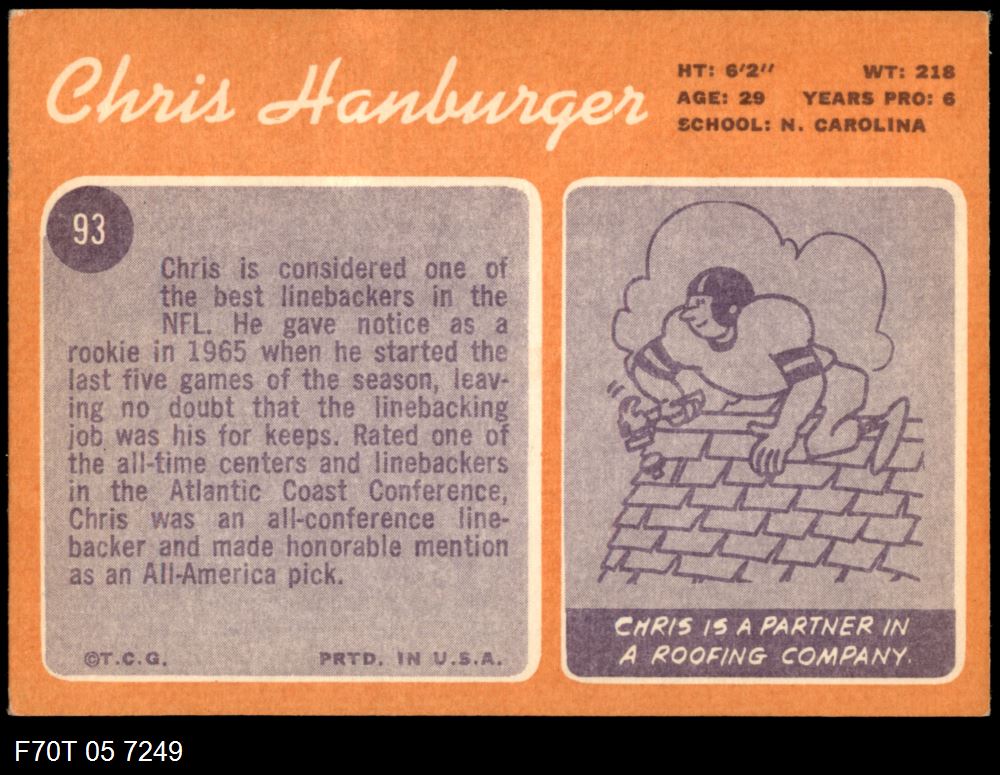 Chris Hanburger
HT: 6'2" WT: 218
AGE: 29 YEARS PRO: 6
SCHOOL: N. CAROLINA
93
Chris is considered one of
the best linebackers in the
NFL. He gave notice as a
rookie in 1965 when he started the
last five games of the season, leav-
ing no doubt that the linebacking
job was his for keeps. Rated one of
the all-time centers and linebackers
in the Atlantic Coast Conference,
Chris was an all-conference line-
backer and made honorable mention
as an All-America pick.
©T.C.G. PRTD. IN U.S.A.
CHRIS IS A PARTNER IN
A ROOFING COMPANY.
F70T 05 7249